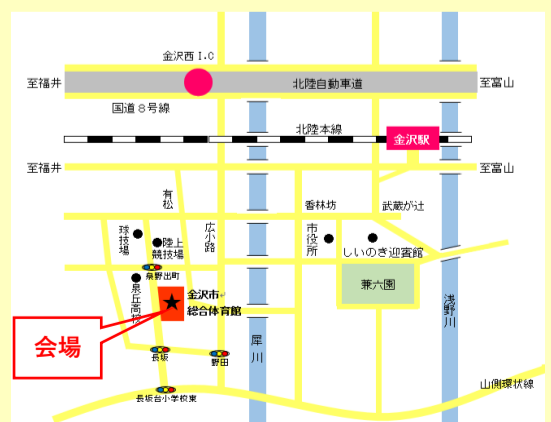 金沢西I.C
至福井
北陸自動車道
至富山
国道8号線
北陸本線
金沢駅
至福井
至富山
有松
香林坊
武蔵が辻
球技場
陸上
競技場
広小路
市役所
しいのき迎賓館
泉野出町
泉丘高校
金沢市
総合体育館
兼六園
浅野川
会場
犀川
長坂
野田
山側環状線
長坂台小学校東